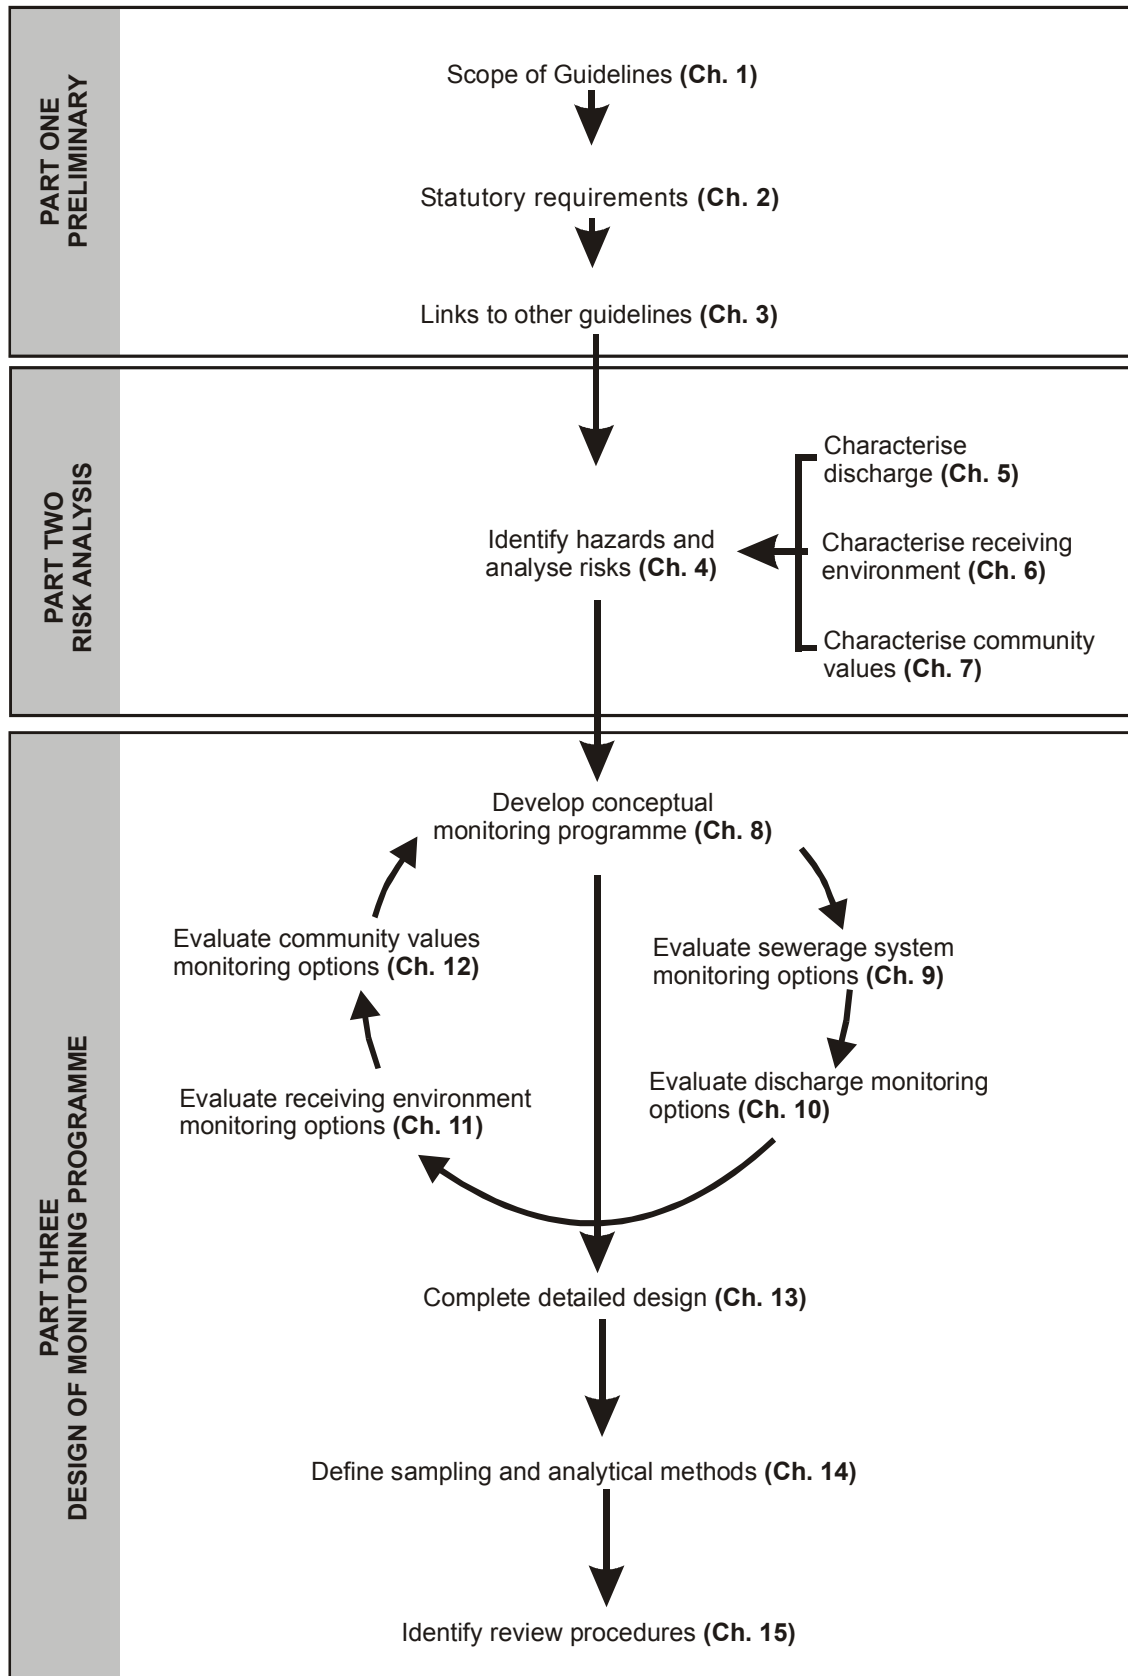 PART ONE
PRELIMINARY
Scope of Guidelines (Ch. 1)
Statutory requirements (Ch. 2)
Links to other guidelines (Ch. 3)
PART TWO
RISK ANALYSIS
Identify hazards and
analyse risks (Ch. 4)
Characterise
discharge (Ch. 5)
Characterise receiving
environment (Ch. 6)
Characterise community
values (Ch. 7)
PART THREE
DESIGN OF MONITORING PROGRAMME
Develop conceptual
monitoring programme (Ch. 8)
Evaluate sewerage system
monitoring options (Ch. 9)
Evaluate discharge monitoring
options (Ch. 10)
Evaluate receiving environment
monitoring options (Ch. 11)
Evaluate community values
monitoring options (Ch. 12)
Complete detailed design (Ch. 13)
Define sampling and analytical methods (Ch. 14)
Identify review procedures (Ch. 15)